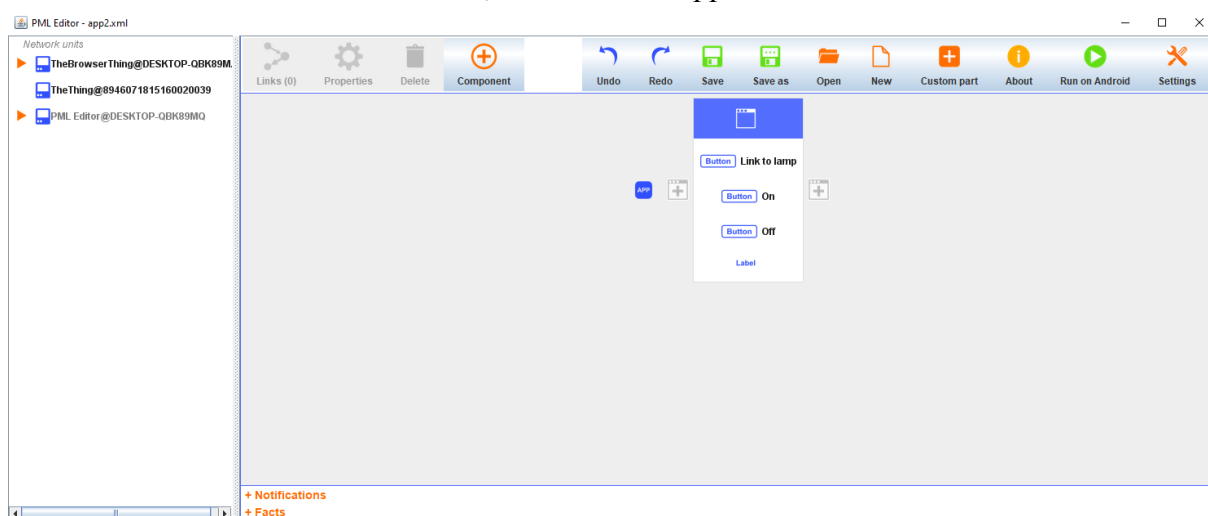 PML Editor - app2.xml
Network units
TheBrowserThing@DESKTOP-QBK89M
TheThing@8946071815160020039
PML Editor@DESKTOP-QBK89MQ
Links (0) Properties Delete Component Undo Redo Save Save as Open New Custom part About Run on Android Settings
Button Link to lamp
APP
Button On
Button Off
Label
+ Notifications
+ Facts